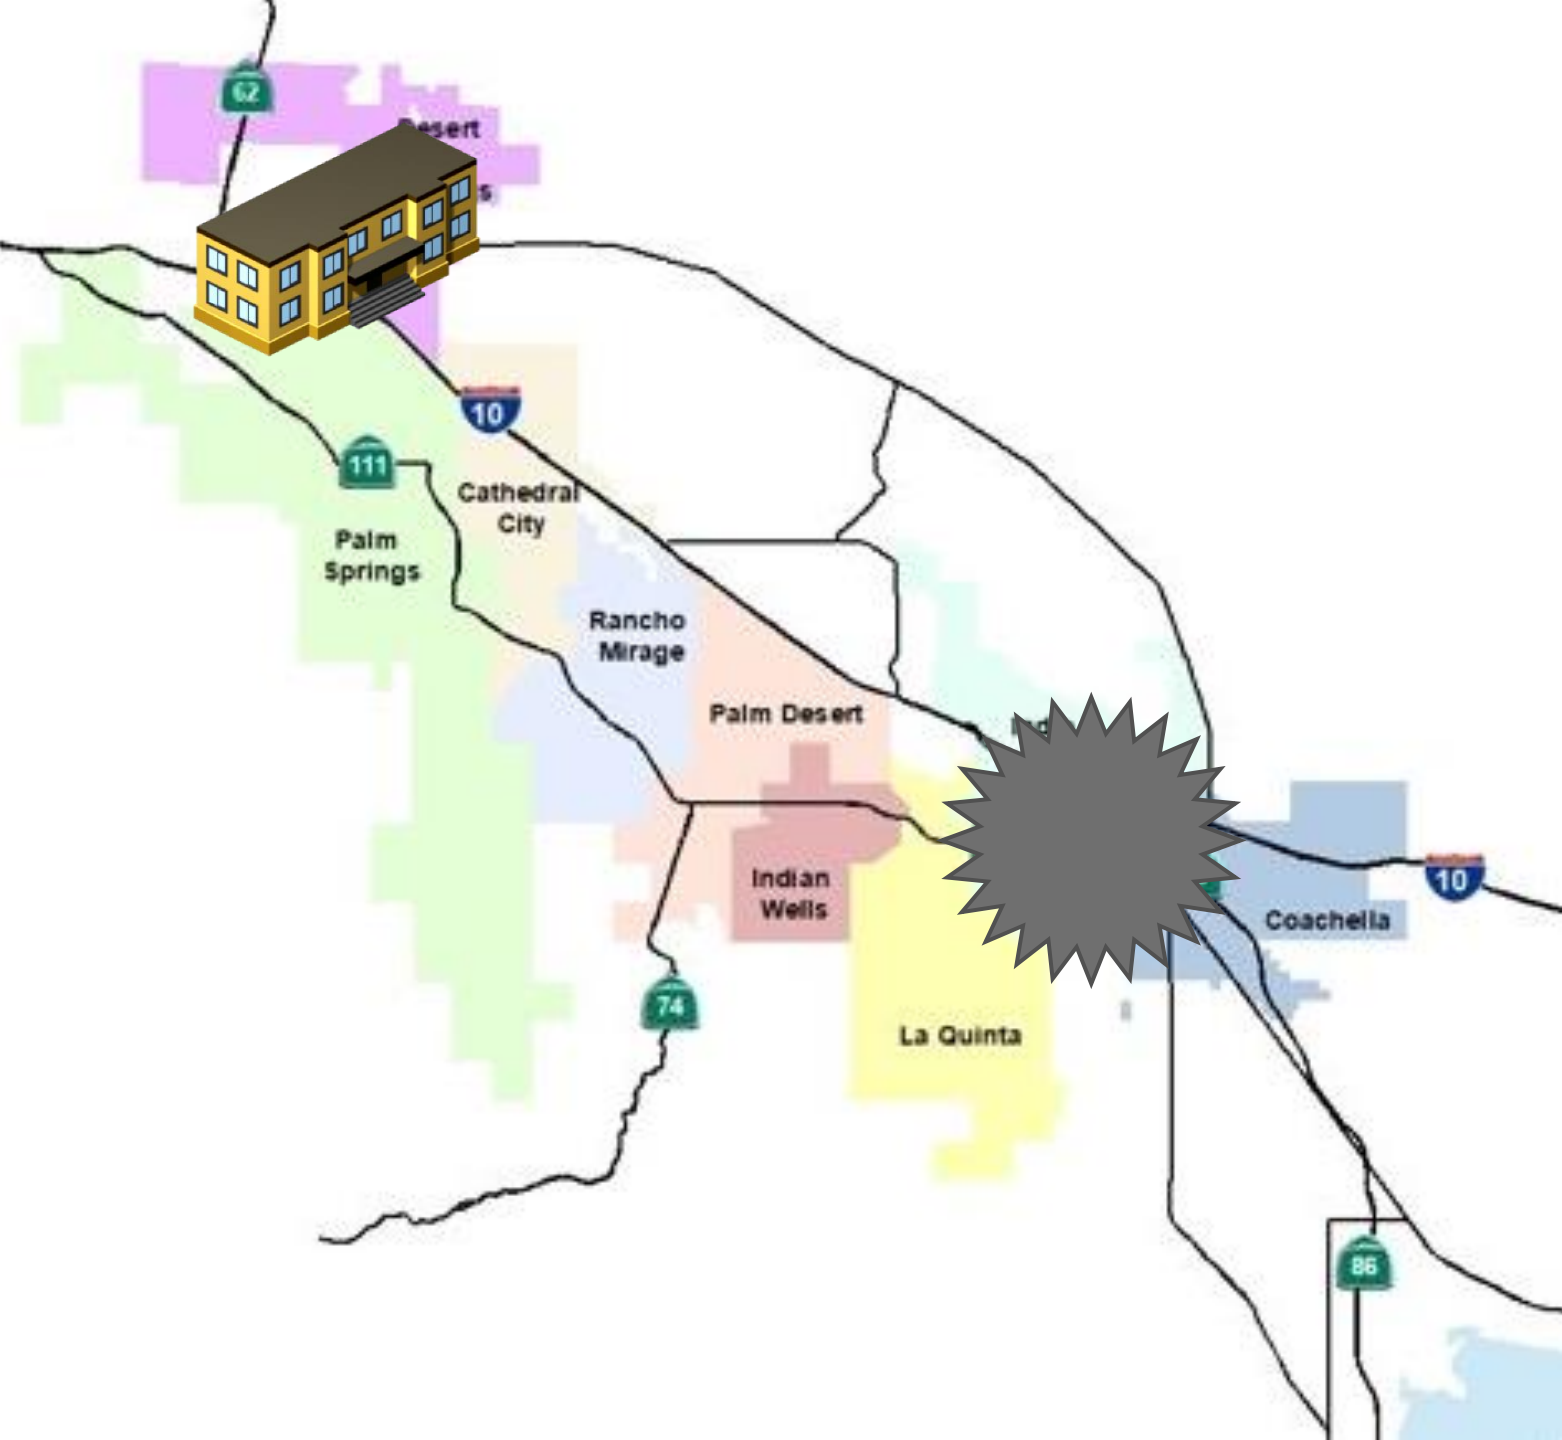 62
Desert
10
111
Cathedral
City
Palm
Springs
Rancho
Mirage
Palm Desert
Indian
Wells
10
Coachella
74
La Quinta
86